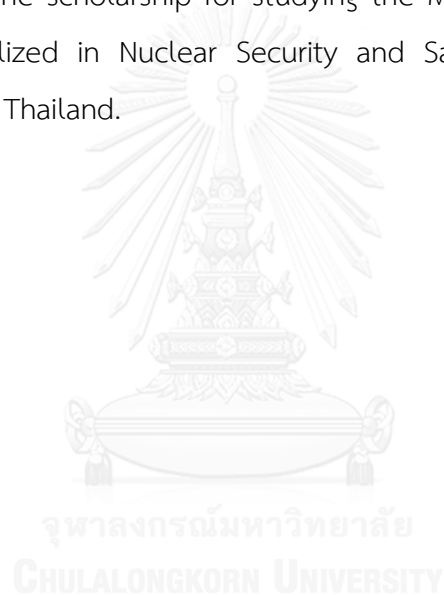 he scholarship for studying the M
lized in Nuclear Security and Sa
Thailand.
จุฬาลงกรณ์มหาวิทยาลัย
CHULALONGKORN UNIVERSITY